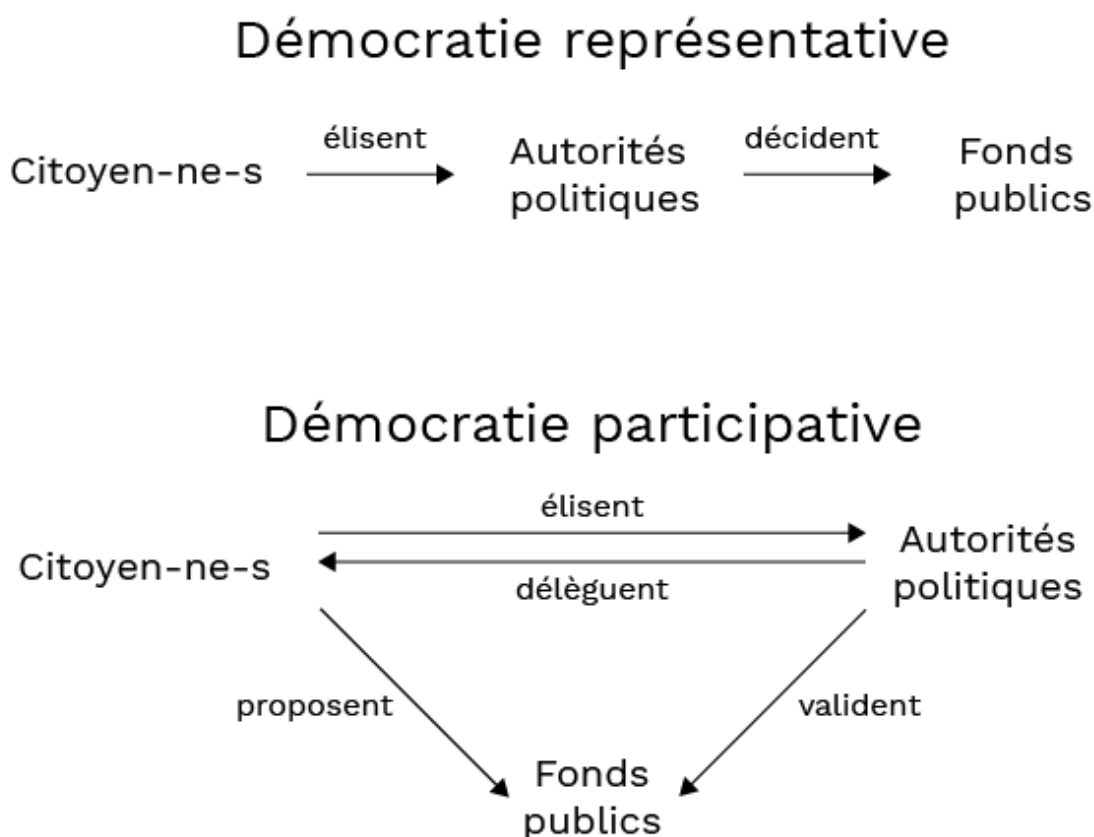 Démocratie représentative
Citoyen-ne-s
élisent
Autorités
politiques
décident
Fonds
publics
Démocratie participative
Citoyen-ne-s
élisent
délèguent
Autorités
politiques
proposent
valident
Fonds
publics